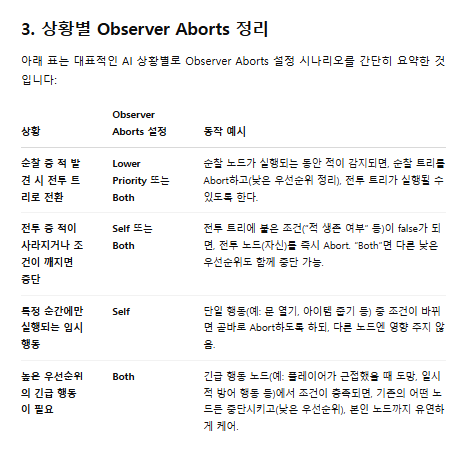 3. 상황별 Observer Aborts 정리
아래 표는 대표적인 AI 상황별로 Observer Aborts 설정 시나리오를 간단히 요약한 것
입니다:
상황
Observer
Aborts 설정
동작 예시
순찰 중 적 발
견 시 전투 트
리로 전환
Lower
Priority 또는
Both
순찰 노드가 실행되는 동안 적이 감지되면, 순찰 트리를
Abort하고(낮은 우선순위 정리), 전투 트리가 실행될 수
있도록 한다.
전투 중 적이
사라지거나 조
건이 깨지면
중단
Self 또는
Both
전투 트리에 붙은 조건("적 생존 여부" 등)이 false가 되
면, 전투 노드(자신)를 즉시 Abort. "Both"면 다른 낮은
우선순위도 함께 중단 가능.
특정 순간에만
실행되는 임시
행동
Self
단일 행동(예: 문 열기, 아이템 줍기 등) 중 조건이 바뀌
면 곧바로 Abort하도록 하되, 다른 노드엔 영향 주지 않
음.
높은 우선순위
의 긴급 행동
이 필요
Both
긴급 행동 노드(예: 플레이어가 근접했을 때 도망, 일시
적 방어 행동 등)에서 조건이 충족되면, 기존의 어떤 노
드든 중단시키고(낮은 우선순위), 본인 노드까지 유연하
게 케어.